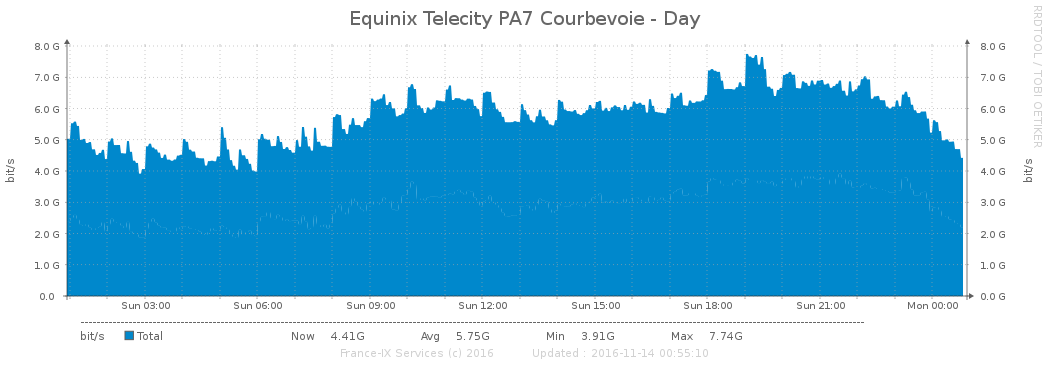 Equinix Telecity PA7 Courbevoie - Day
RRDTOOL / TOBI OETIKER
8.0 G 8.0 G
7.0 G 7.0 G
6.0 G 6.0 G
5.0 G 5.0 G
4.0 G 4.0 G
3.0 G 3.0 G
2.0 G 2.0 G
1.0 G 1.0 G
0.0 0.0 G
bit/s bit/s
Sun 03:00 Sun 06:00 Sun 09:00 Sun 12:00 Sun 15:00 Sun 18:00 Sun 21:00 Mon 00:00
bit/s Total Now 4.41G Avg 5.75G Min 3.91G Max 7.74G
France-IX Services (c) 2016 Updated : 2016-11-14 00:55:10